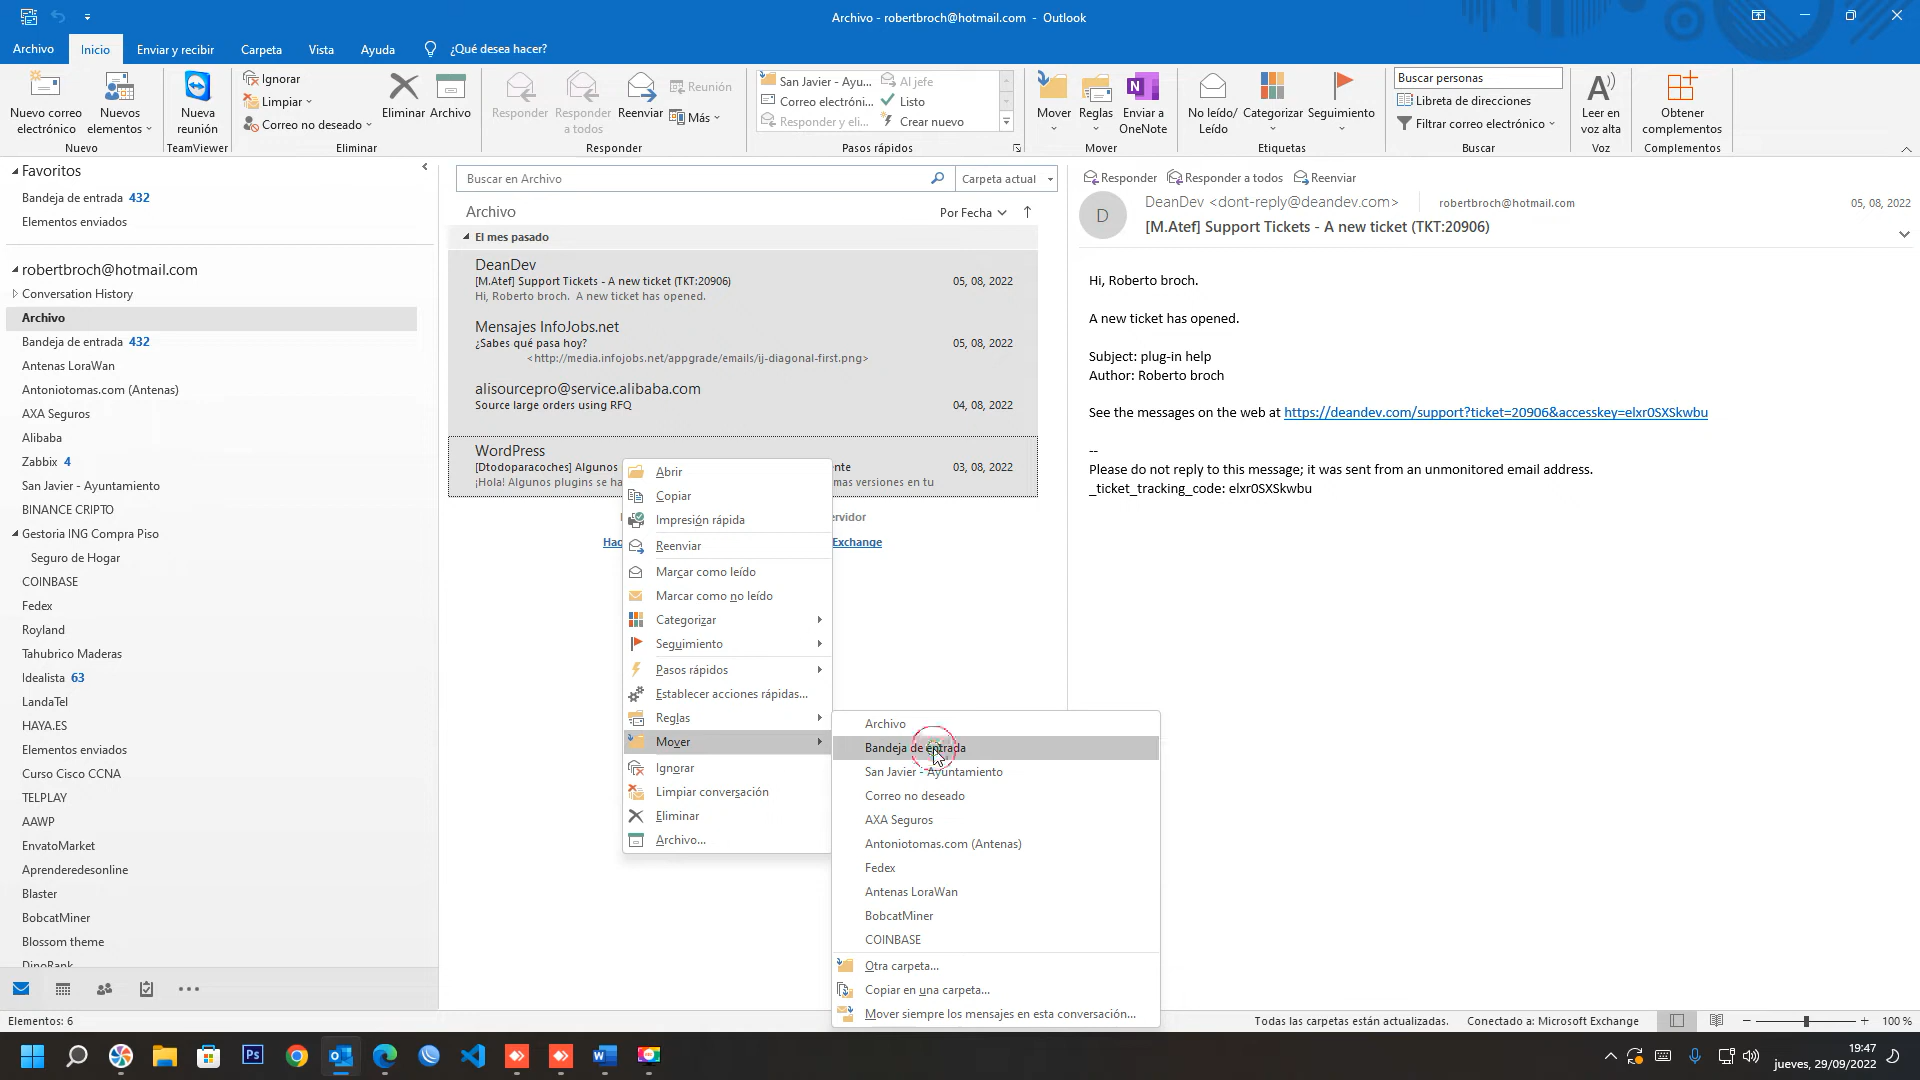 Archivo - robertbroch@hotmail.com - Outlook
Archivo
Inicio
Enviar y recibir
Carpeta
Vista
Ayuda
¿Qué desea hacer?
Nuevo correo
electrónico
Nuevos
elementos
Nuevo
Nueva
reunión
TeamViewer
Ignorar
Limpiar
Correo no deseado
Eliminar
Archivo
Eliminar
Responder
Responder
a todos
Reenviar
Reunión
Más
Responder
San Javier - Ayu...
Correo electróni...
Responder y eli...
Al jefe
Listo
Crear nuevo
Pasos rápidos
Mover
Reglas
Enviar a
OneNote
Mover
No leído/
Leído
Categorizar
Seguimiento
Etiquetas
Buscar personas
Libreta de direcciones
Filtrar correo electrónico
Buscar
Leer en
voz alta
Voz
Obtener
complementos
Complementos
Favoritos
Bandeja de entrada 432
Elementos enviados
robertbroch@hotmail.com
Conversation History
Archivo
Bandeja de entrada 432
Antenas LoraWan
Antoniotomas.com (Antenas)
AXA Seguros
Alibaba
Zabbix 4
San Javier - Ayuntamiento
BINANCE CRIPTO
Gestoria ING Compra Piso
Seguro de Hogar
COINBASE
Fedex
Royland
Tahubrico Maderas
Idealista 63
LandaTel
HAYA.ES
Elementos enviados
Curso Cisco CCNA
TELPLAY
AAWP
EnvatoMarket
Aprenderedesonline
Blaster
BobcatMiner
Blossom theme
DinoRank
Buscar en Archivo
Carpeta actual
Archivo
Por Fecha
El mes pasado
DeanDev
[M.Atef] Support Tickets - A new ticket (TKT:20906) 05, 08, 2022
Hi, Roberto broch. A new ticket has opened.
Mensajes InfoJobs.net
¿Sabes qué pasa hoy? 05, 08, 2022
<http://media.infojobs.net/appgrade/emails/ij-diagonal-first.png>
alisourcepro@service.alibaba.com
Source large orders using RFQ 04, 08, 2022
WordPress
[Dtodoparacoches] Algunos 03, 08, 2022
¡Hola! Algunos plugins se ha mas versiones en tu
Exchange
Abrir
Copiar
Impresión rápida
Reenviar
Marcar como leído
Marcar como no leído
Categorizar
Seguimiento
Pasos rápidos
Establecer acciones rápidas...
Reglas
Mover
Ignorar
Limpiar conversación
Eliminar
Archivo...
Archivo
Bandeja de entrada
San Javier - Ayuntamiento
Correo no deseado
AXA Seguros
Antoniotomas.com (Antenas)
Fedex
Antenas LoraWan
BobcatMiner
COINBASE
Otra carpeta...
Copiar en una carpeta...
Mover siempre los mensajes en esta conversación...
Responder
Responder a todos
Reenviar
D
DeanDev <dont-reply@deandev.com>
robertbroch@hotmail.com
05, 08, 2022
[M.Atef] Support Tickets - A new ticket (TKT:20906)
Hi, Roberto broch.
A new ticket has opened.
Subject: plug-in help
Author: Roberto broch
See the messages on the web at https://deandev.com/support?ticket=20906&accesskey=elxr0SXSkwbu
--
Please do not reply to this message; it was sent from an unmonitored email address.
_ticket_tracking_code: elxr0SXSkwbu
Elementos: 6
Todas las carpetas están actualizadas.
Conectado a: Microsoft Exchange
100 %
19:47
jueves, 29/09/2022